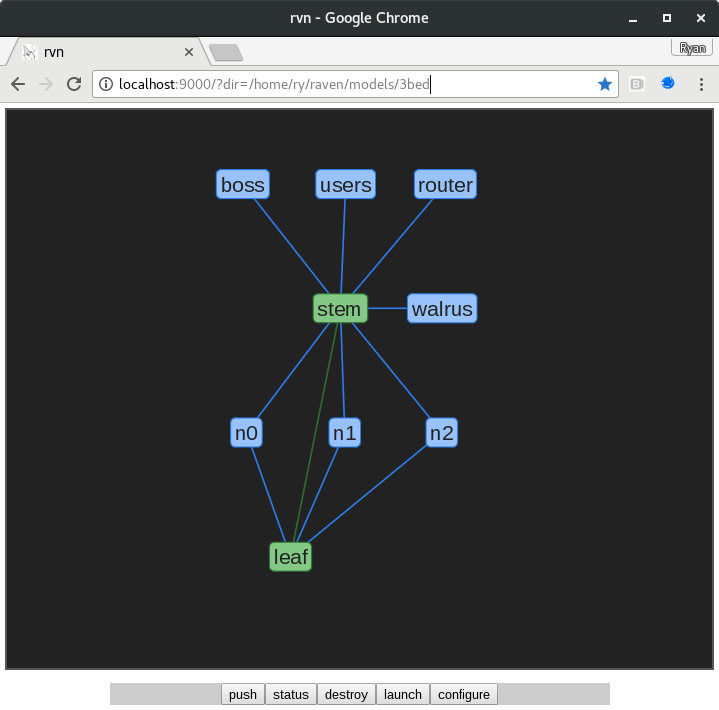 rvn - Google Chrome
rvn
Ryan
localhost:9000/?dir=/home/ry/raven/models/3bed
boss users router
stem walrus
n0 n1 n2
leaf
push status destroy launch configure